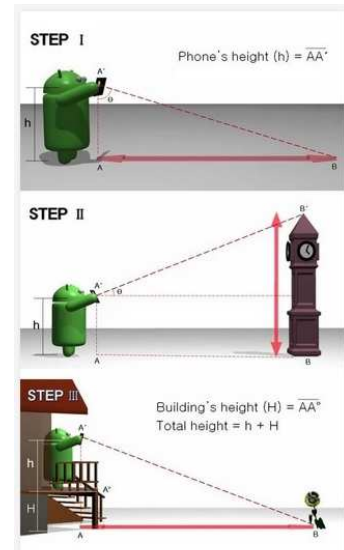 STEP Ⅰ
Phone's height (h) = AA'
A'
θ
h
A
B
STEP Ⅱ
B'
A'
θ
h
A
B
STEP Ⅲ
Building's height (H) = AA"
Total height = h + H
A'
h
A"
H
A
B